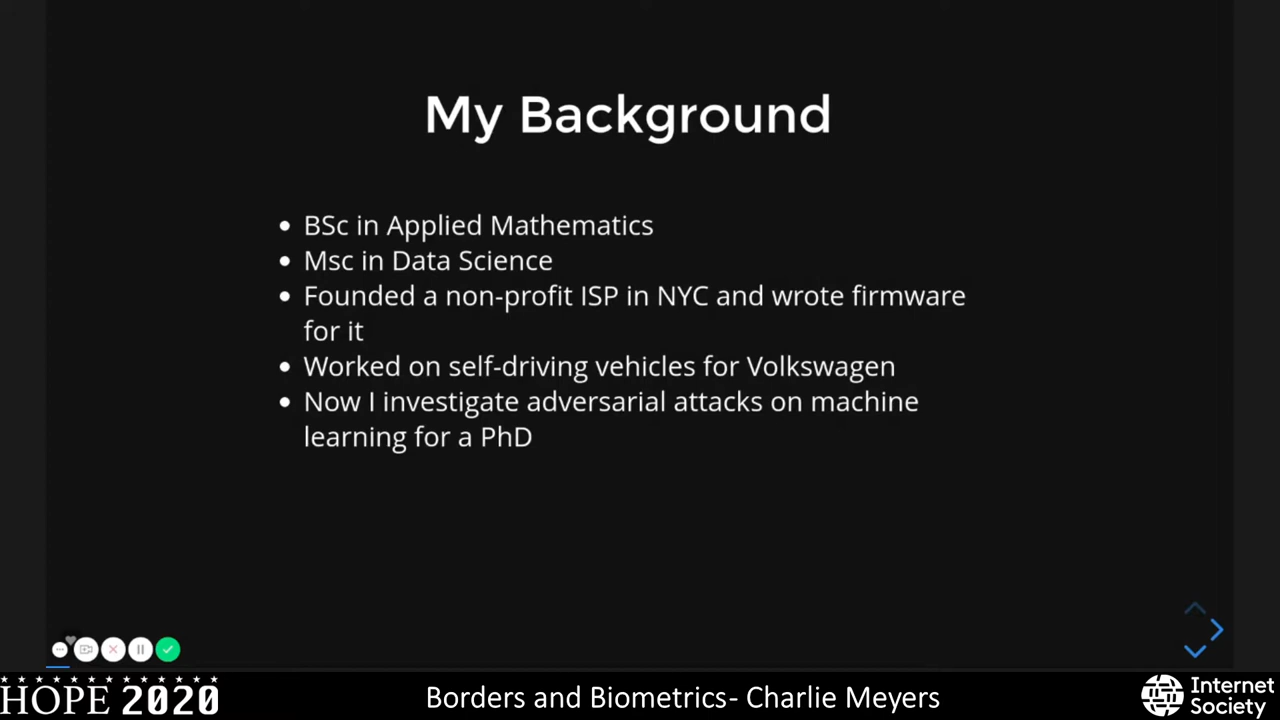 My Background
BSc in Applied Mathematics
Msc in Data Science
Founded a non-profit ISP in NYC and wrote firmware
for it
Worked on self-driving vehicles for Volkswagen
Now I investigate adversarial attacks on machine
learning for a PhD
HOPE 2020
Borders and Biometrics- Charlie Meyers
Internet
Society